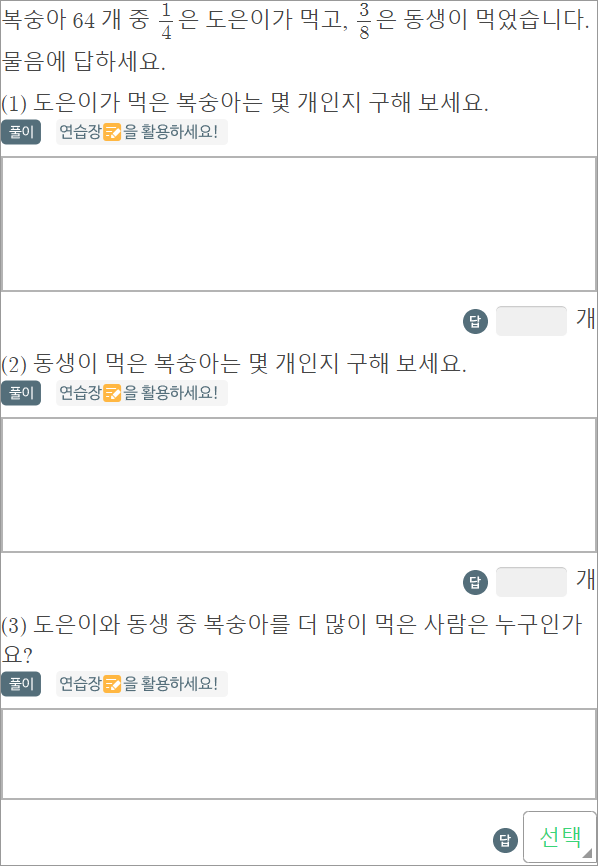 복숭아 64 개 중 1/4 은 도은이가 먹고, 3/8 은 동생이 먹었습니다.
물음에 답하세요.
(1) 도은이가 먹은 복숭아는 몇 개인지 구해 보세요.
풀이 연습장을 활용하세요!
답 개
(2) 동생이 먹은 복숭아는 몇 개인지 구해 보세요.
풀이 연습장을 활용하세요!
답 개
(3) 도은이와 동생 중 복숭아를 더 많이 먹은 사람은 누구인가
요?
풀이 연습장을 활용하세요!
답 선택